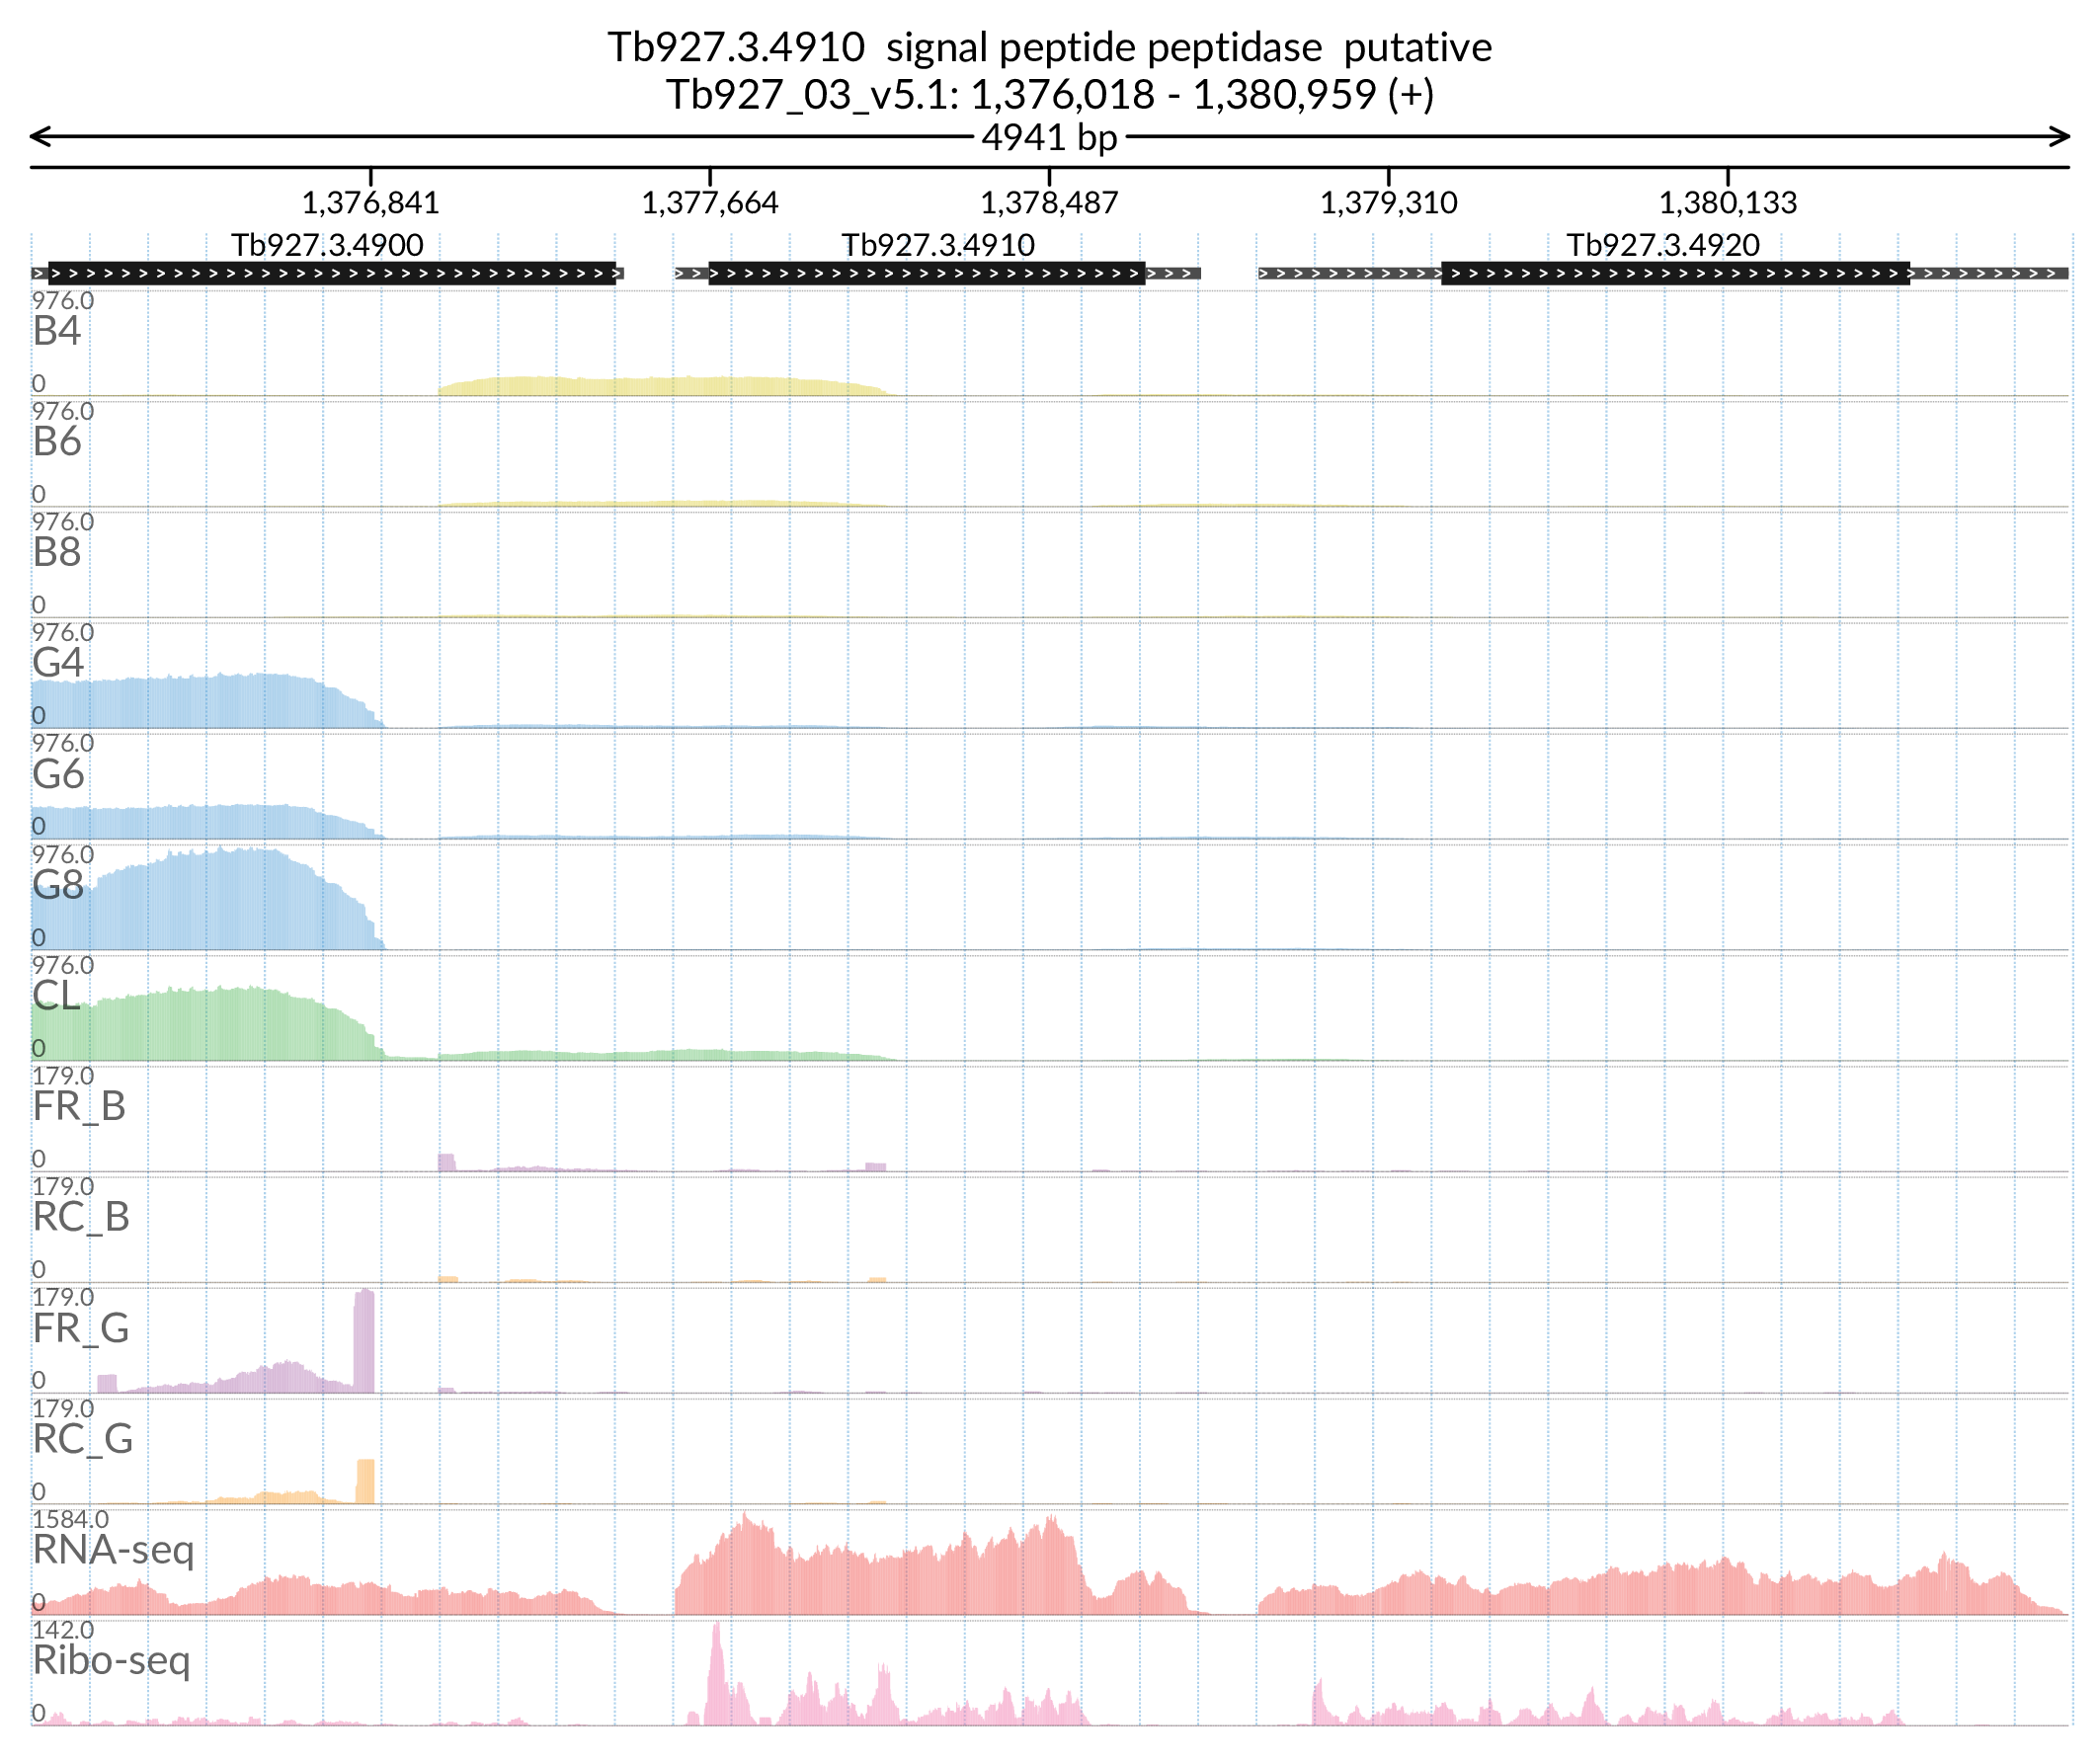 Tb927.3.4910  signal peptide peptidase  putative
Tb927_03_v5.1: 1,376,018 - 1,380,959 (+)
4941 bp
1,376,841 1,377,664 1,378,487 1,379,310 1,380,133
Tb927.3.4900 Tb927.3.4910 Tb927.3.4920
976.0
B4
0
976.0
B6
0
976.0
B8
0
976.0
G4
0
976.0
G6
0
976.0
G8
0
976.0
CL
0
179.0
FR_B
0
179.0
RC_B
0
179.0
FR_G
0
179.0
RC_G
0
1584.0
RNA-seq
0
142.0
Ribo-seq
0